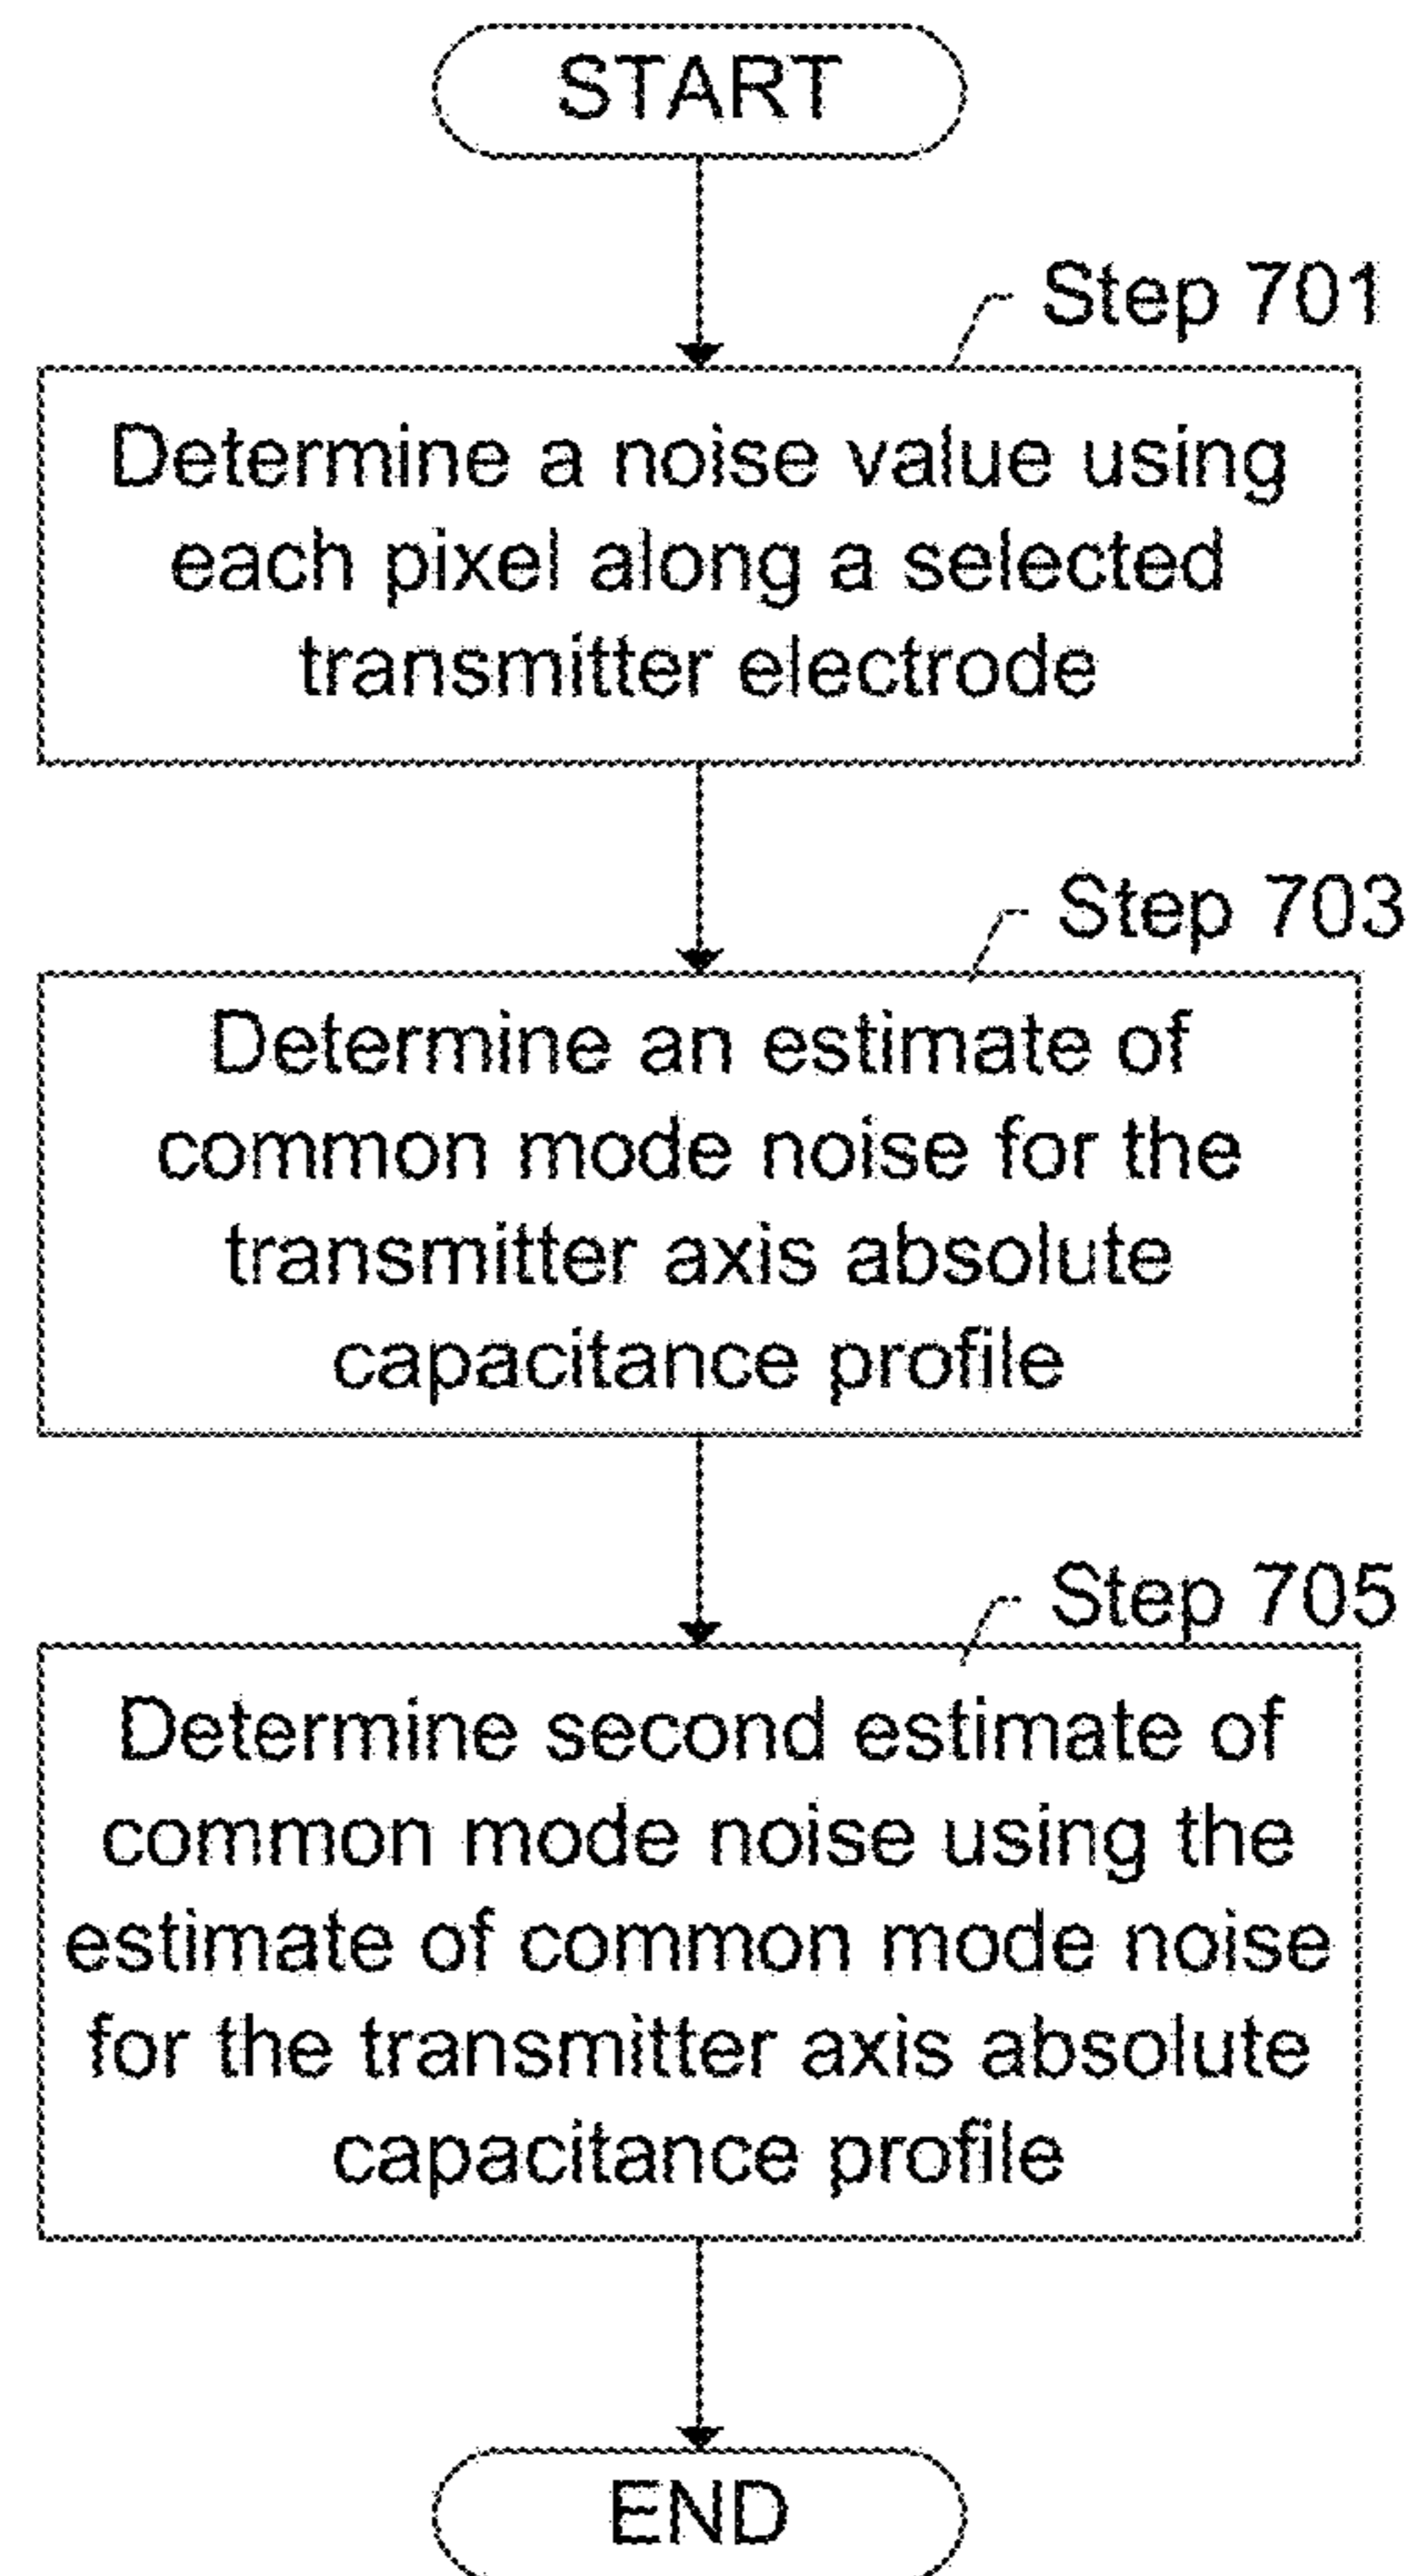 START
Step 701
Determine a noise value using
each pixel along a selected
transmitter electrode
Step 703
Determine an estimate of
common mode noise for the
transmitter axis absolute
capacitance profile
Step 705
Determine second estimate of
common mode noise using the
estimate of common mode noise
for the transmitter axis absolute
capacitance profile
END